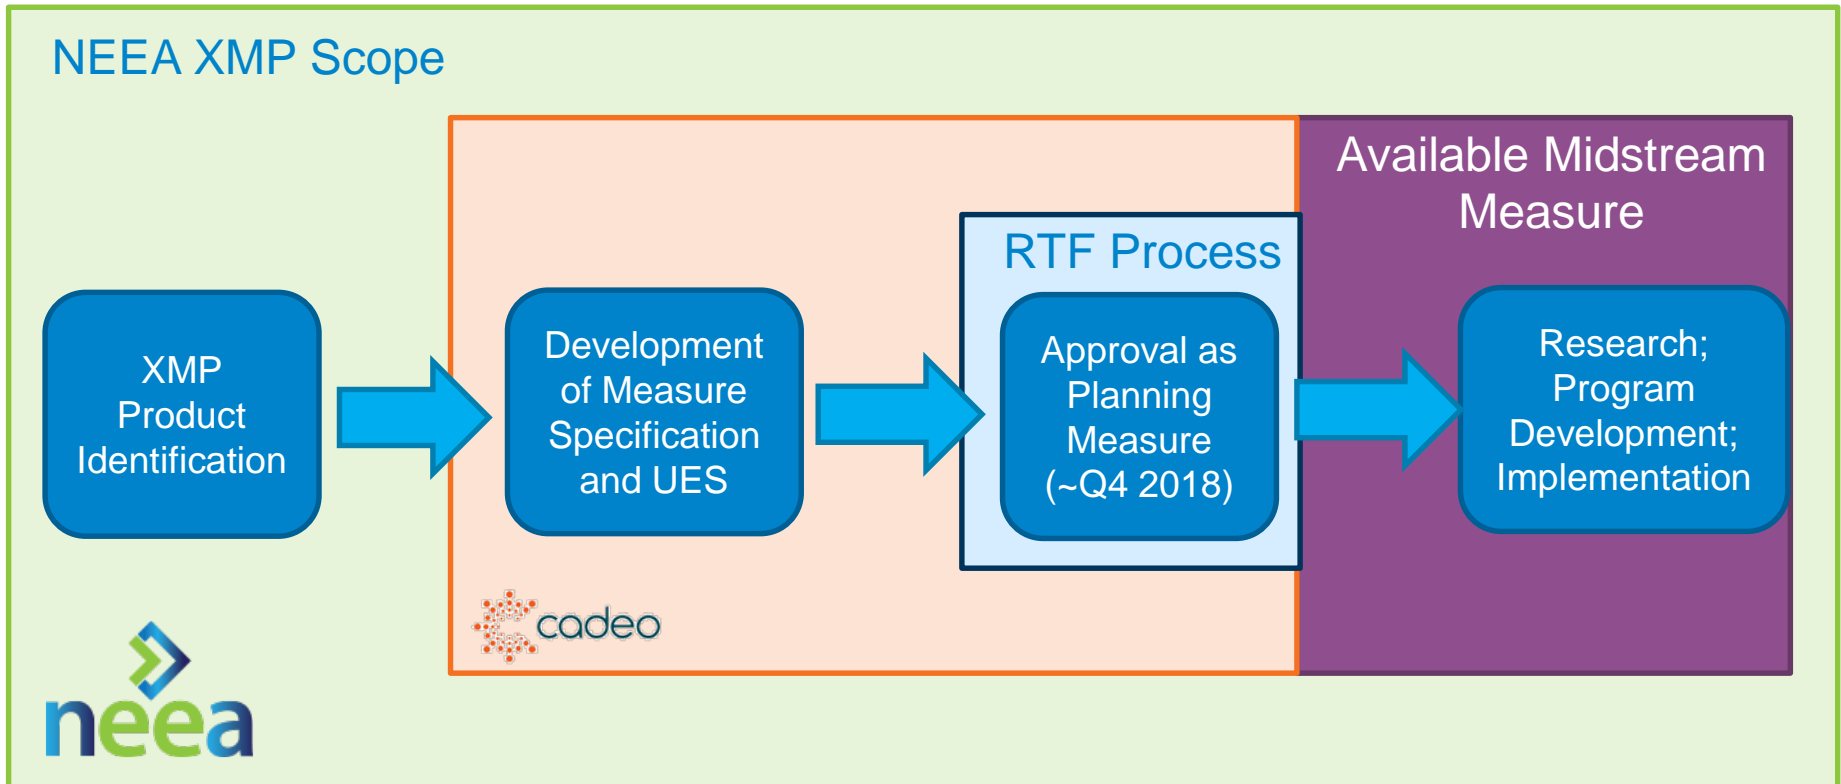 NEEA XMP Scope
Available Midstream
Measure
RTF Process
XMP
Product
Identification
Development
of Measure
Specification
and UES
Approval as
Planning
Measure
(~Q4 2018)
Research;
Program
Development;
Implementation
cadeo
neea